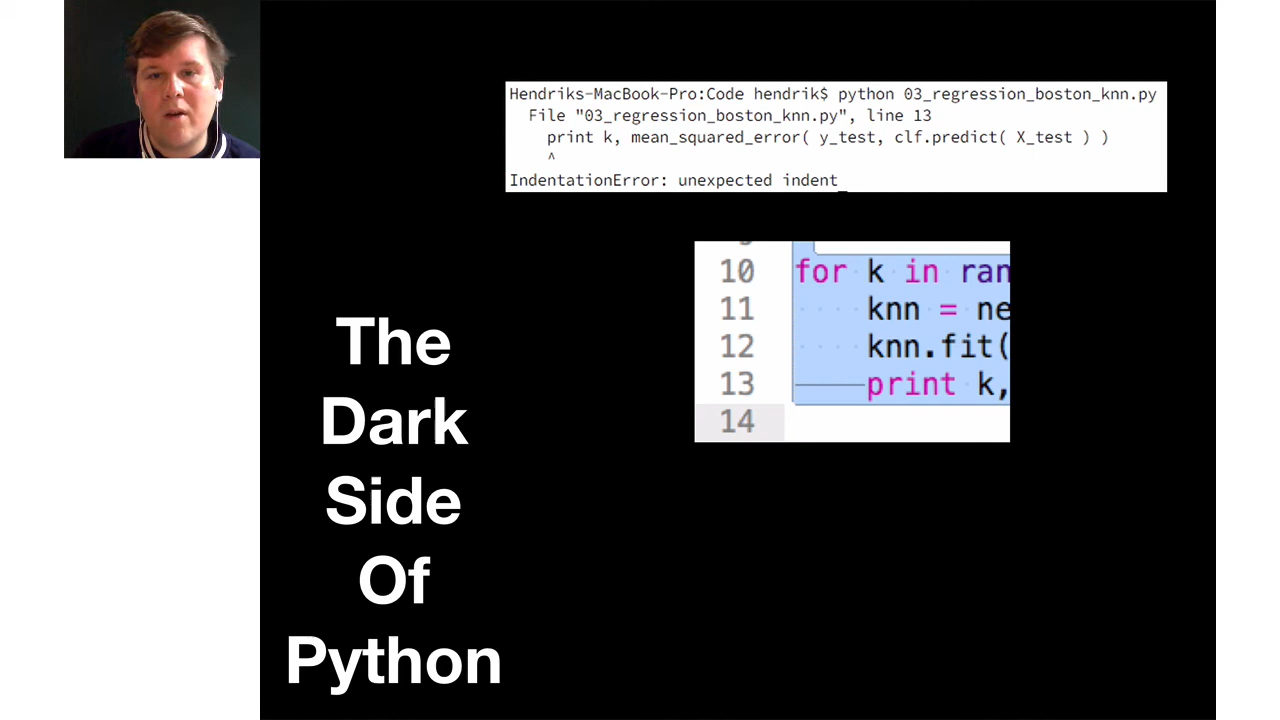 Hendriks-MacBook-Pro:Code hendrik$ python 03_regression_boston_knn.py
File "03_regression_boston_knn.py", line 13
print k, mean_squared_error( y_test, clf.predict( X_test ) )
^
IndentationError: unexpected indent
10 for k in ran
11 knn = ne
12 knn.fit(
13 print k,
14
The
Dark
Side
Of
Python